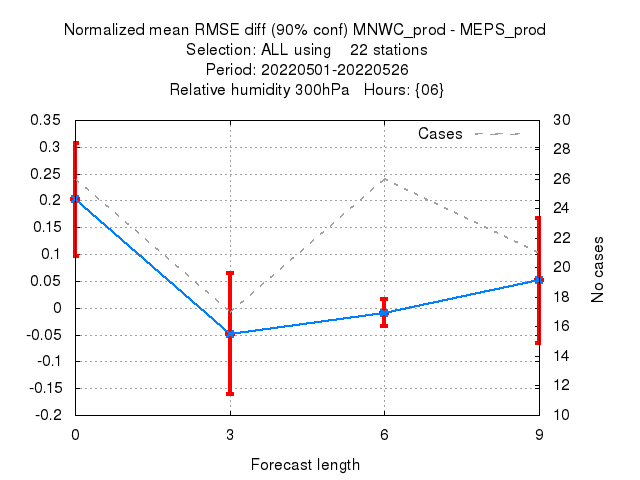 Normalized mean RMSE diff (90% conf) MNWC_prod - MEPS_prod
Selection: ALL using 22 stations
Period: 20220501-20220526
Relative humidity 300hPa Hours: {06}
Cases
0.35
0.3
0.25
0.2
0.15
0.1
0.05
0
-0.05
-0.1
-0.15
-0.2
30
28
26
24
22
20
18
16
14
12
10
No cases
0 3 6 9
Forecast length